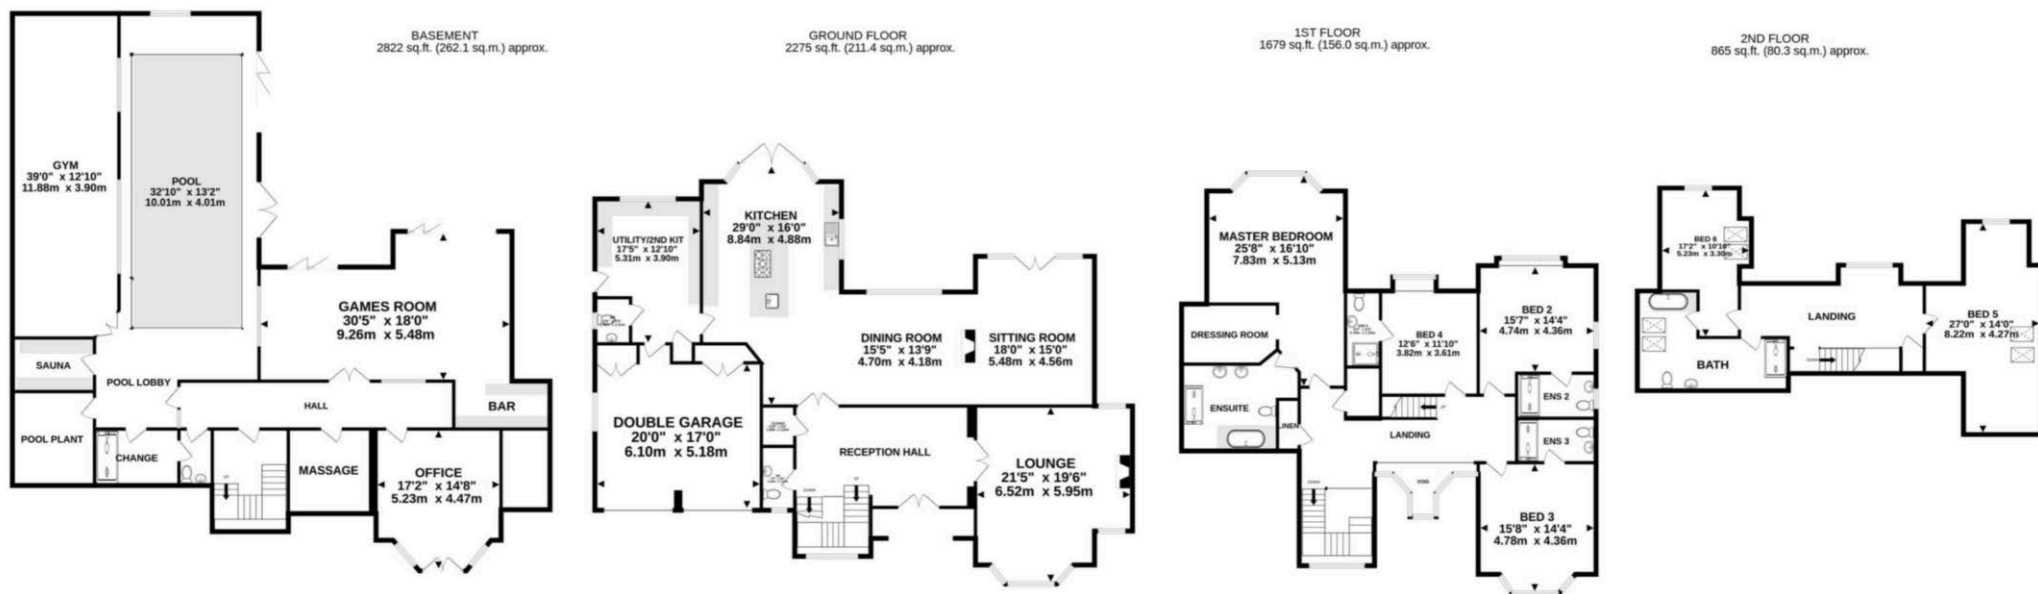 BASEMENT
2822 sq.ft. (262.1 sq.m.) approx.
GYM
39'0" x 12'10"
11.88m x 3.90m
POOL
32'10" x 13'2"
10.01m x 4.01m
GAMES ROOM
30'5" x 18'0"
9.26m x 5.48m
SAUNA
POOL LOBBY
HALL
BAR
POOL PLANT
CHANGE
UP
MASSAGE
OFFICE
17'2" x 14'8"
5.23m x 4.47m
GROUND FLOOR
2275 sq.ft. (211.4 sq.m.) approx.
KITCHEN
29'0" x 16'0"
8.84m x 4.88m
UTILITY/2ND KIT
17'5" x 12'10"
5.31m x 3.90m
DINING ROOM
15'5" x 13'9"
4.70m x 4.18m
SITTING ROOM
18'0" x 15'0"
5.48m x 4.56m
DOUBLE GARAGE
20'0" x 17'0"
6.10m x 5.18m
RECEPTION HALL
LOUNGE
21'5" x 19'6"
6.52m x 5.95m
DOWN
UP
1ST FLOOR
1679 sq.ft. (156.0 sq.m.) approx.
MASTER BEDROOM
25'8" x 16'10"
7.83m x 5.13m
DRESSING ROOM
BED 4
12'6" x 11'10"
3.82m x 3.61m
BED 2
15'7" x 14'4"
4.74m x 4.36m
ENSUITE
LINEN
UP
LANDING
ENS 2
ENS 3
VOID
DOWN
BED 3
15'8" x 14'4"
4.78m x 4.36m
2ND FLOOR
865 sq.ft. (80.3 sq.m.) approx.
BED 6
17'2" x 10'10"
5.23m x 3.30m
LANDING
BED 5
27'0" x 14'0"
8.22m x 4.27m
DOWN
BATH